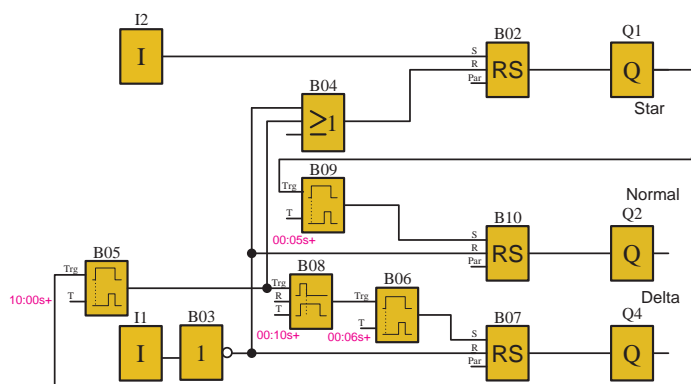 I2
B02
Q1
I
S
R
Par
RS
Q
B04
Star
≥1
B09
Trg
T
Normal
B10
Q2
00:05s+
S
R
Par
RS
Q
B05
B08
B06
Delta
Trg
Trg
R
T
Trg
B07
Q4
10:00s+
T
00:10s+
00:06s+
T
I1
B03
S
R
Par
RS
Q
I
1